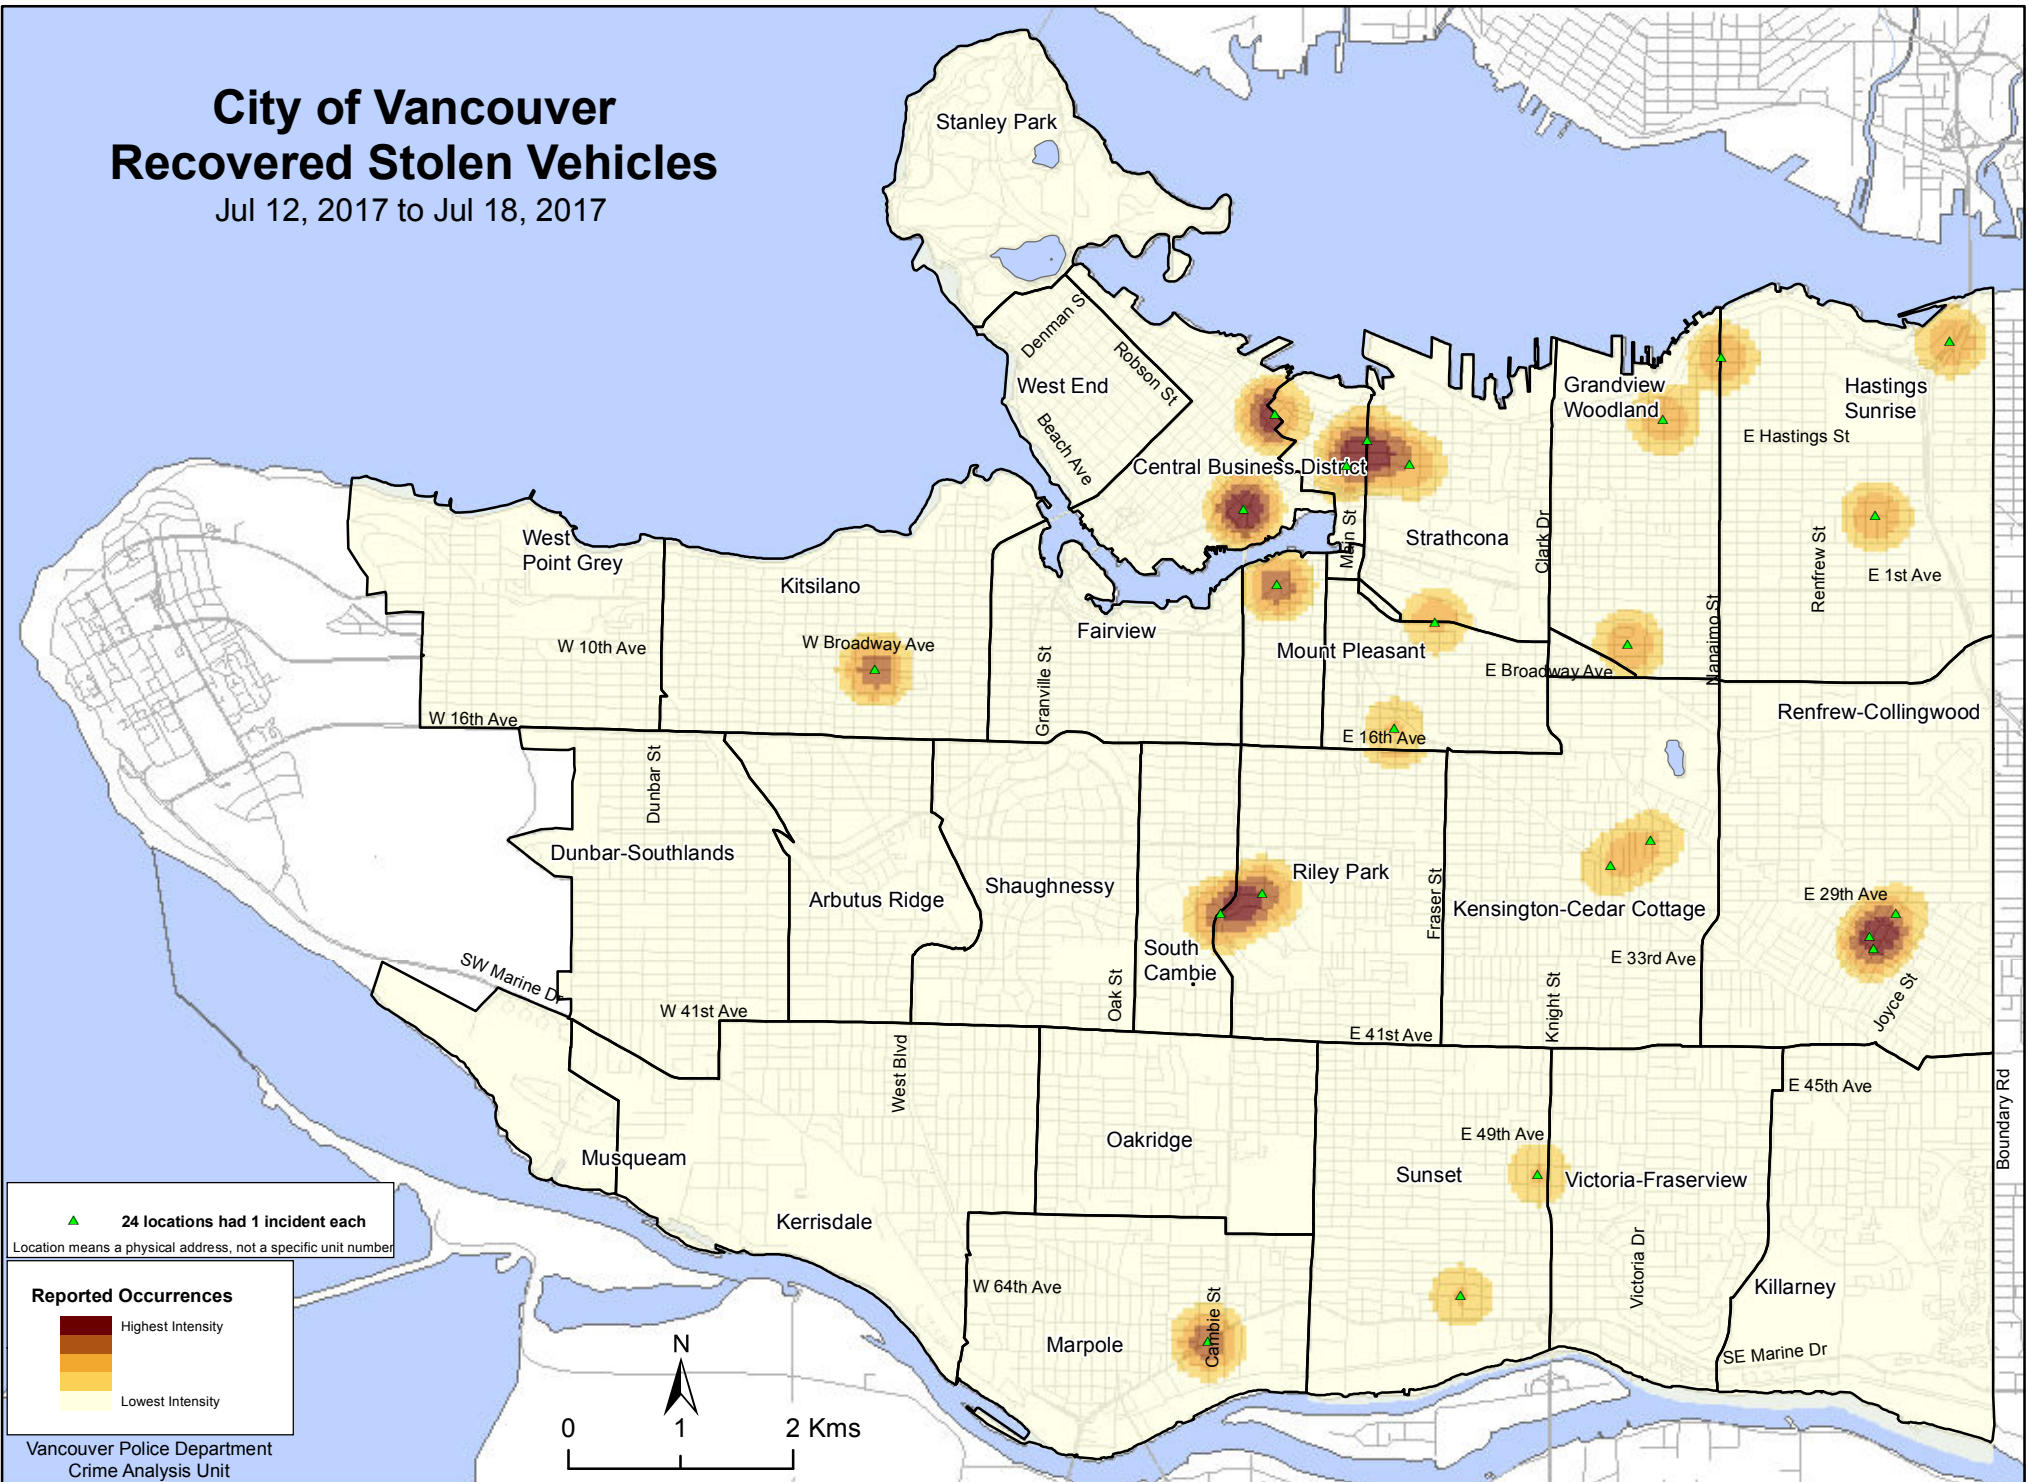 City of Vancouver
Recovered Stolen Vehicles
Jul 12, 2017 to Jul 18, 2017
Stanley Park
Denman S
Robson St
West End
Beach Ave
Central Business District
Grandview
Woodland
Hastings
Sunrise
E Hastings St
Main St
Strathcona
Clark Dr
Renfrew St
E 1st Ave
West
Point Grey
Kitsilano
Fairview
W 10th Ave
W Broadway Ave
Granville St
Mount Pleasant
E Broadway Ave
Nanaimo St
W 16th Ave
E 16th Ave
Renfrew-Collingwood
Dunbar St
Dunbar-Southlands
Arbutus Ridge
Shaughnessy
Riley Park
Fraser St
Kensington-Cedar Cottage
E 29th Ave
South
Cambie
E 33rd Ave
SW Marine Dr
W 41st Ave
Oak St
E 41st Ave
Knight St
Joyce St
West Blvd
E 45th Ave
Boundary Rd
Musqueam
Oakridge
E 49th Ave
Sunset
Victoria-Fraserview
Kerrisdale
W 64th Ave
Cambie St
Victoria Dr
Killarney
Marpole
SE Marine Dr
24 locations had 1 incident each
Location means a physical address, not a specific unit number
Reported Occurrences
Highest Intensity
Lowest Intensity
N
0 1 2 Kms
Vancouver Police Department
Crime Analysis Unit